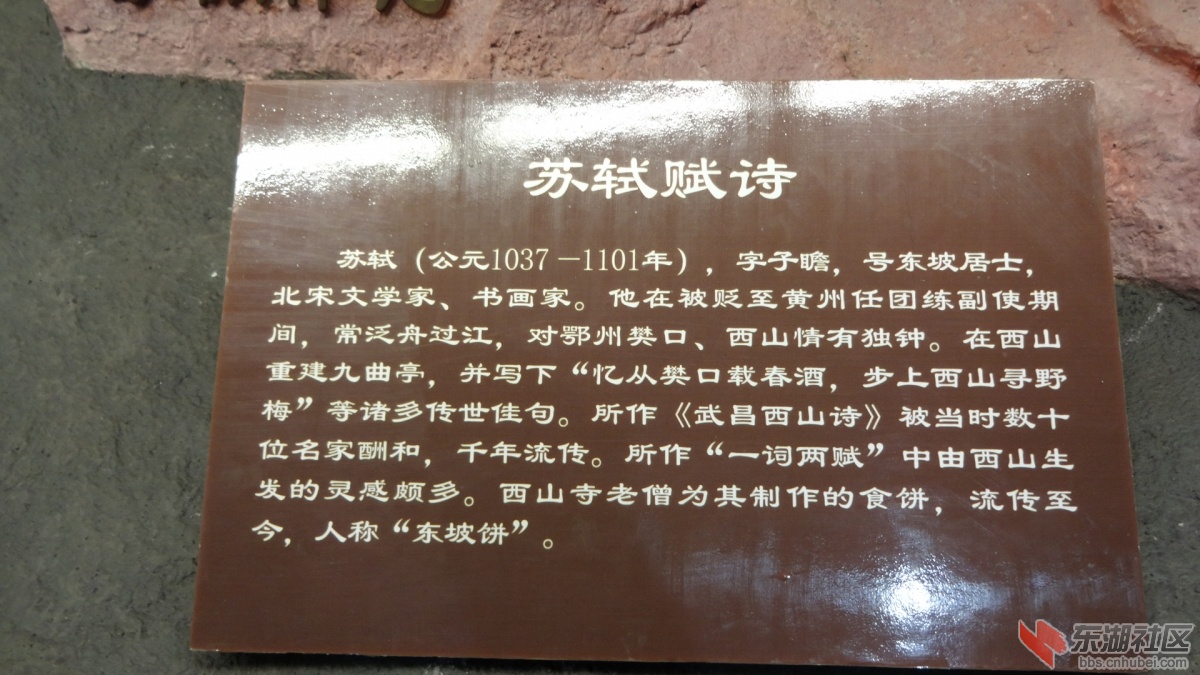 苏轼赋诗
苏轼（公元1037－1101年），字子瞻，号东坡居士，
北宋文学家、书画家。他在被贬至黄州任团练副使期
间，常泛舟过江，对鄂州樊口、西山情有独钟。在西山
重建九曲亭，并写下“忆从樊口载春酒，步上西山寻野
梅”等诸多传世佳句。所作《武昌西山诗》被当时数十
位名家酬和，千年流传。所作“一词两赋”中由西山生
发的灵感颇多。西山寺老僧为其制作的食饼，流传至
今，人称“东坡饼”。
东湖社区
bbs.cnhubei.com